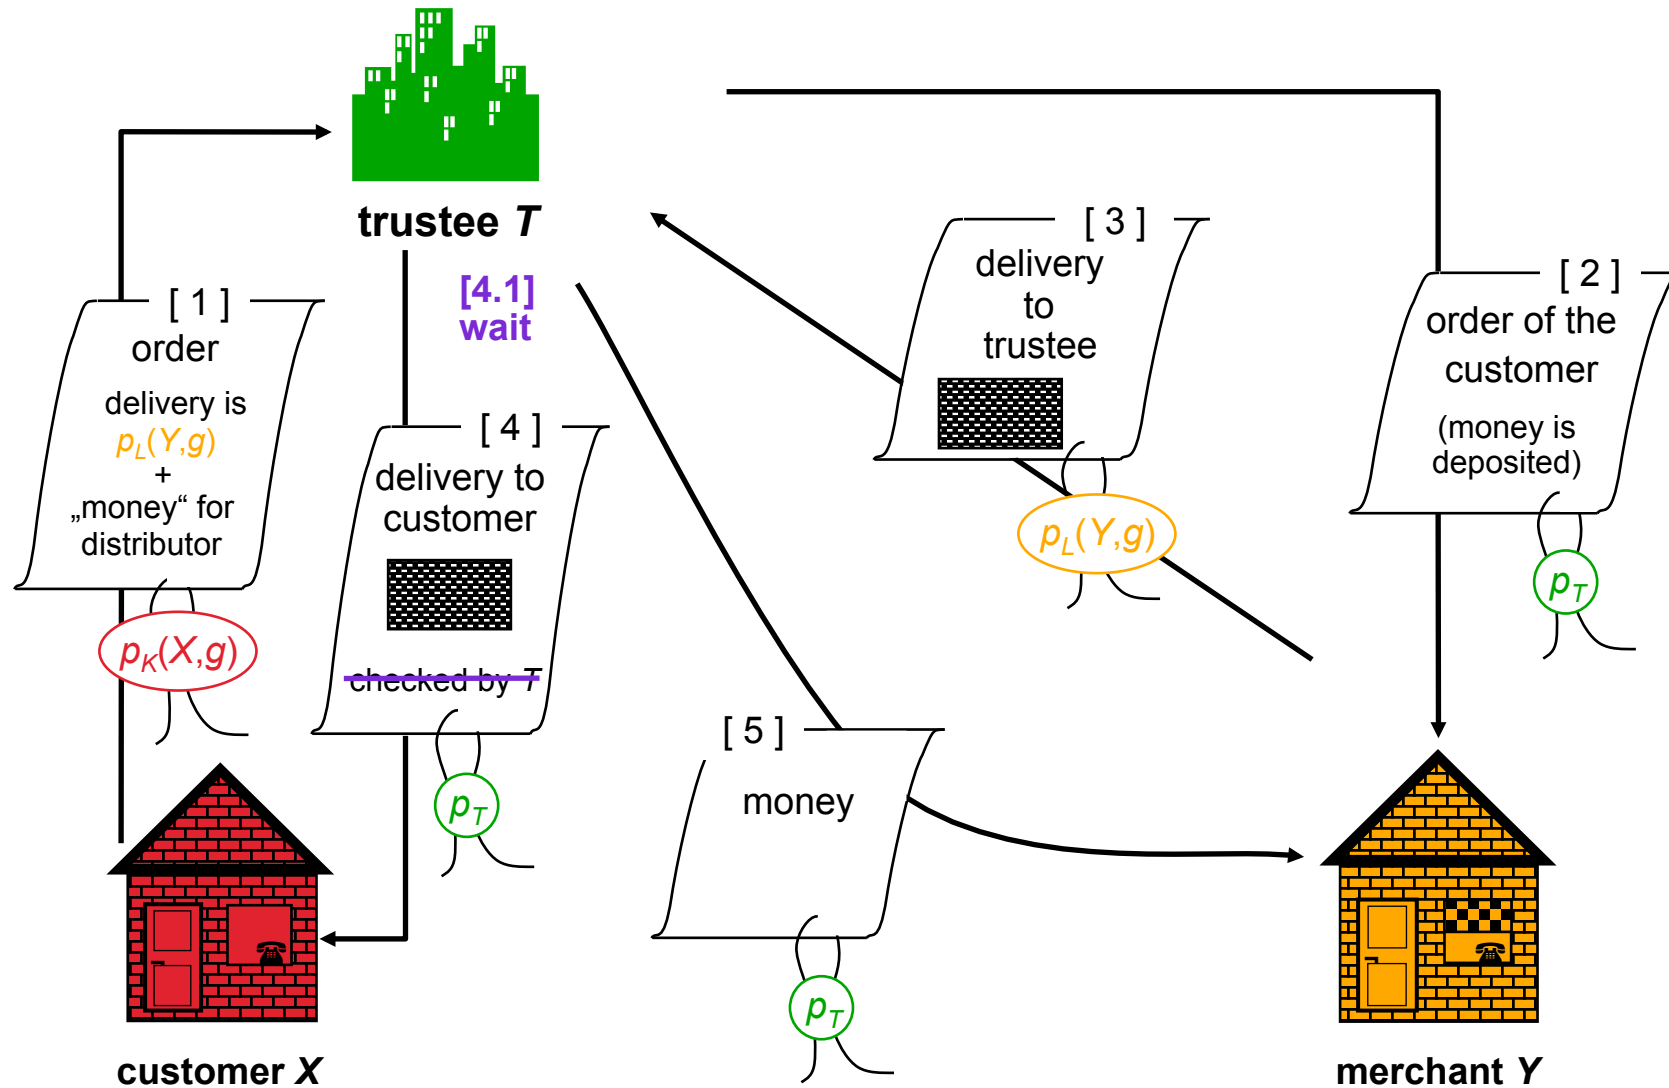 trustee T
[4.1]
wait
[ 1 ]
order
delivery is
pL(Y,g)
+
„money“ for
distributor
pK(X,g)
[ 4 ]
delivery to
customer
checked by T
pT
[ 3 ]
delivery
to
trustee
pL(Y,g)
[ 2 ]
order of the
customer
(money is
deposited)
pT
[ 5 ]
money
pT
customer X
merchant Y